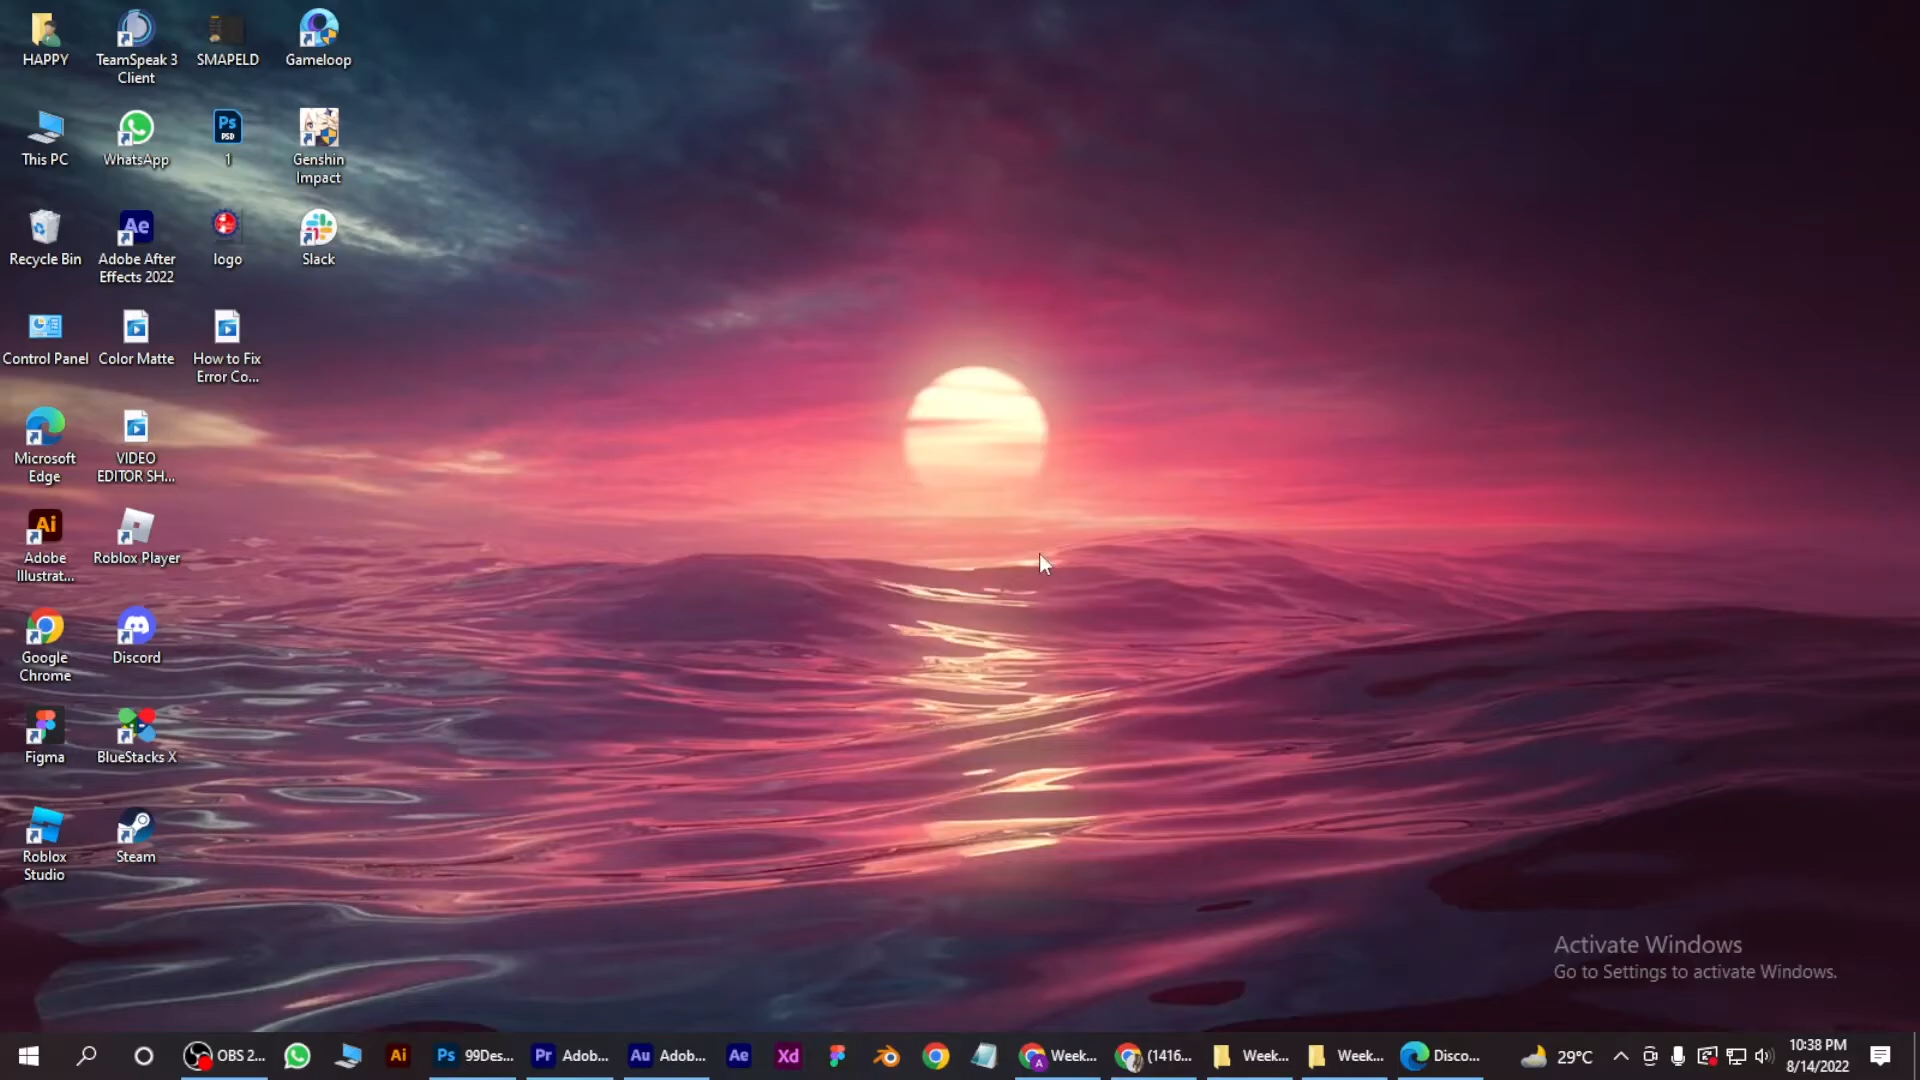 HAPPY
TeamSpeak 3
Client
SMAPELD
Gameloop
This PC
WhatsApp
Ps
PSD
1
Genshin
Impact
Recycle Bin
Ae
Adobe After
Effects 2022
logo
Slack
Control Panel
Color Matte
How to Fix
Error Co...
Microsoft
Edge
VIDEO
EDITOR SH...
Ai
Adobe
Illustrat...
Roblox Player
Google
Chrome
Discord
Figma
BlueStacks X
Roblox
Studio
Steam
Activate Windows
Go to Settings to activate Windows.
OBS 2...
Ai
Ps 99Des...
Pr Adob...
Au Adob...
Ae
Xd
A Week...
(1416...
Week...
Week...
Disco...
29°C
10:38 PM
8/14/2022